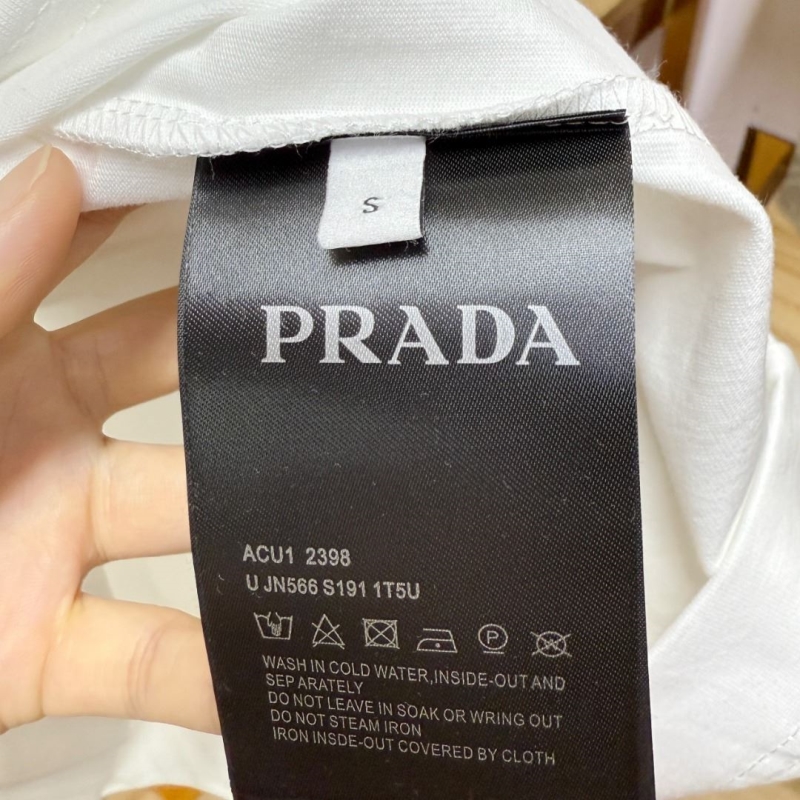 S
PRADA
ACU1 2398
U JN566 S191 1T5U
P
WASH IN COLD WATER,INSIDE-OUT AND
SEP ARATELY
DO NOT LEAVE IN SOAK OR WRING OUT
DO NOT STEAM IRON
IRON INSDE-OUT COVERED BY CLOTH